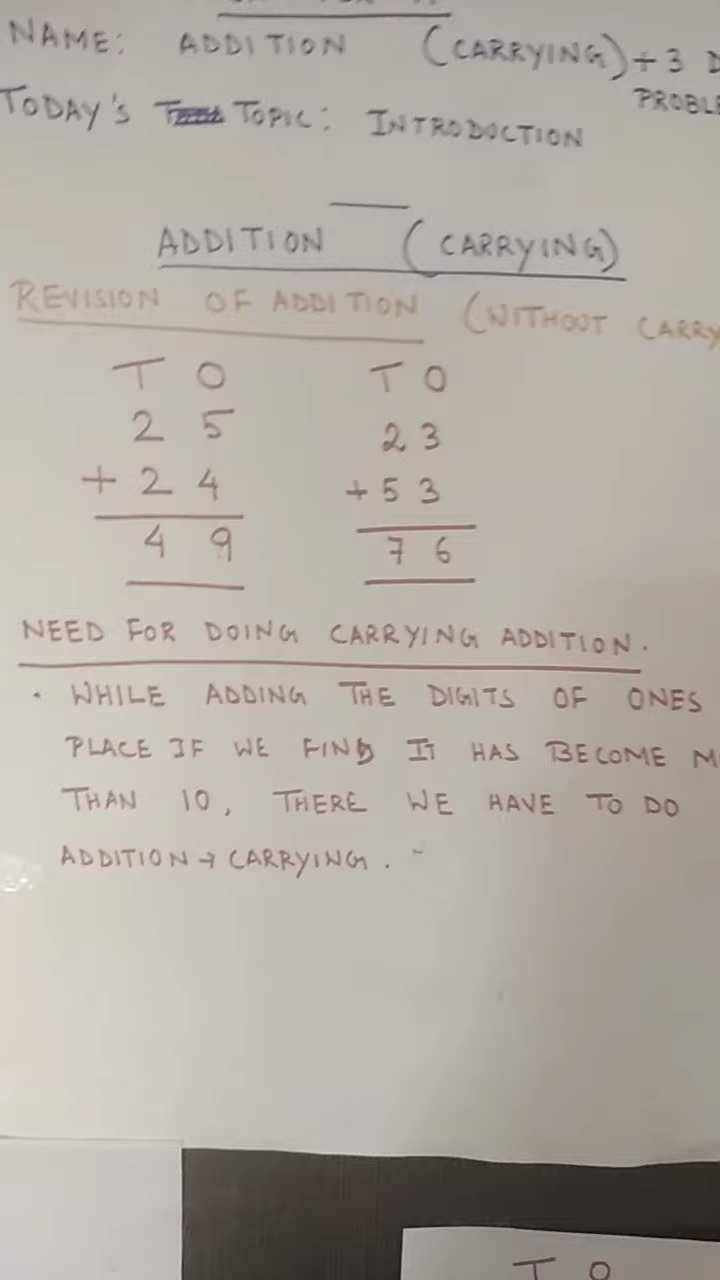 NAME: ADDITION (CARRYING) + 3 D
PROBLE
TODAY'S TOPIC: INTRODUCTION
ADDITION (CARRYING)
REVISION OF ADDITION (WITHOUT CARRY
T O T O
2 5 2 3
+ 2 4 + 5 3
4 9 7 6
NEED FOR DOING CARRYING ADDITION.
• WHILE ADDING THE DIGITS OF ONES
PLACE IF WE FIND IT HAS BECOME M
THAN 10, THERE WE HAVE TO DO
ADDITION → CARRYING.
T O